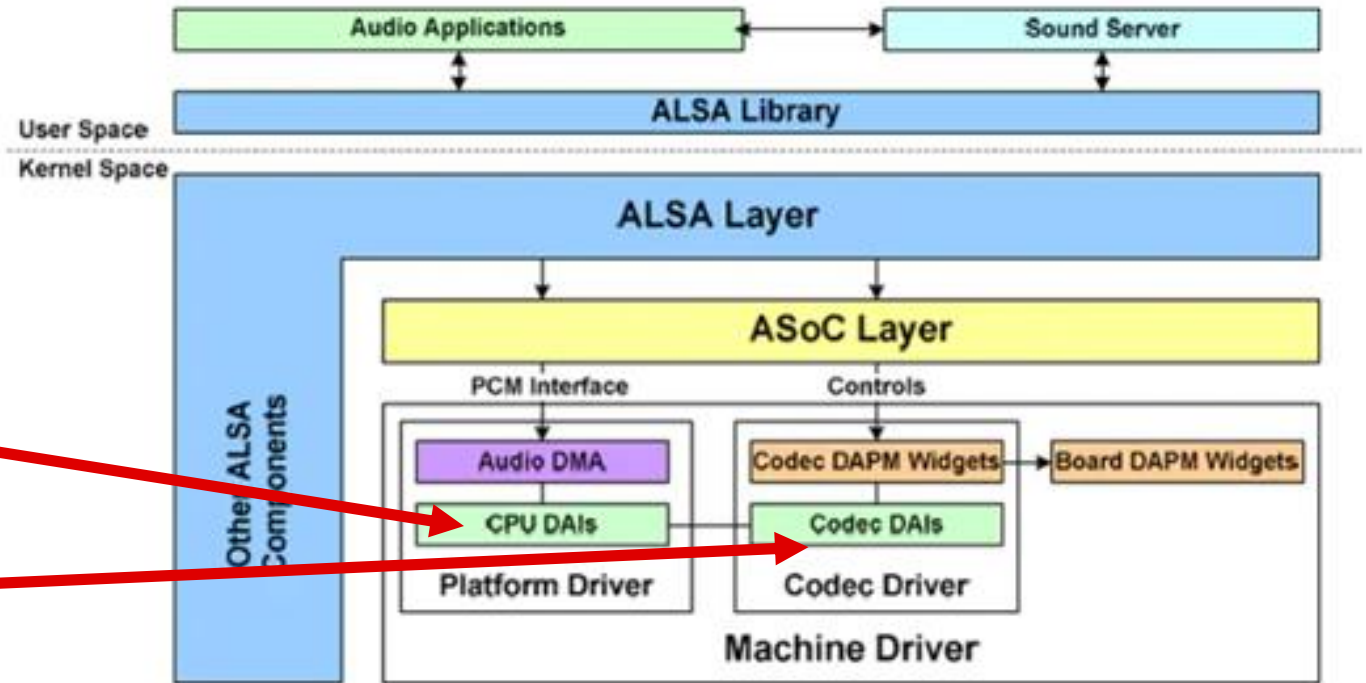 Audio Applications
Sound Server
ALSA Library
User Space
Kernel Space
ALSA Layer
ASoC Layer
PCM Interface
Controls
Other ALSA
Components
Audio DMA
Codec DAPM Widgets
Board DAPM Widgets
CPU DAIs
Codec DAIs
Platform Driver
Codec Driver
Machine Driver